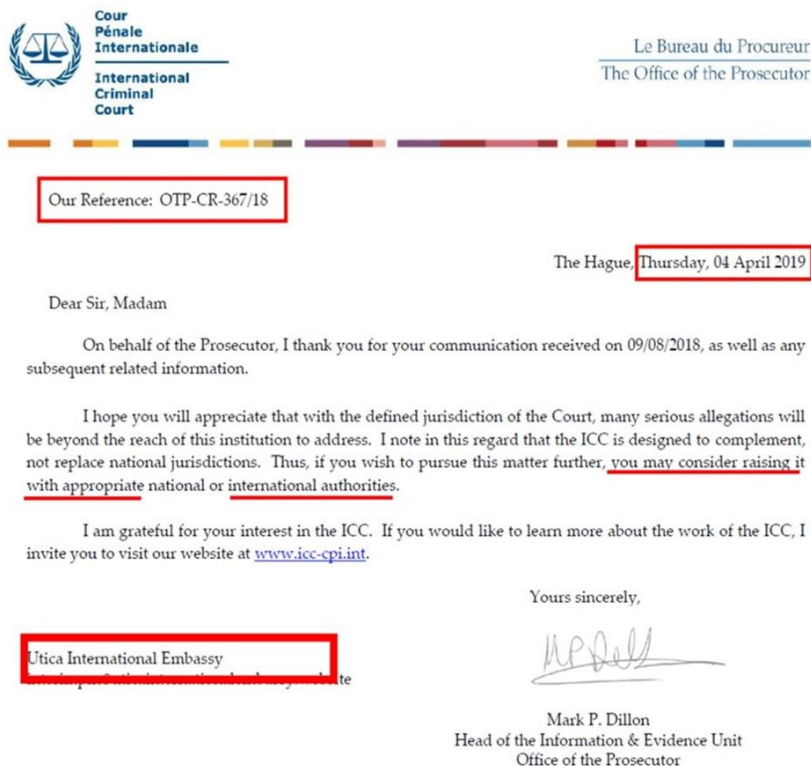 Cour
Pénale
Internationale
International
Criminal
Court
Le Bureau du Procureur
The Office of the Prosecutor
Our Reference: OTP-CR-367/18
The Hague, Thursday, 04 April 2019
Dear Sir, Madam
On behalf of the Prosecutor, I thank you for your communication received on 09/08/2018, as well as any
subsequent related information.
I hope you will appreciate that with the defined jurisdiction of the Court, many serious allegations will
be beyond the reach of this institution to address. I note in this regard that the ICC is designed to complement,
not replace national jurisdictions. Thus, if you wish to pursue this matter further, you may consider raising it
with appropriate national or international authorities.
I am grateful for your interest in the ICC. If you would like to learn more about the work of the ICC, I
invite you to visit our website at www.icc-cpi.int.
Yours sincerely,
Utica International Embassy
Mark P. Dillon
Head of the Information & Evidence Unit
Office of the Prosecutor